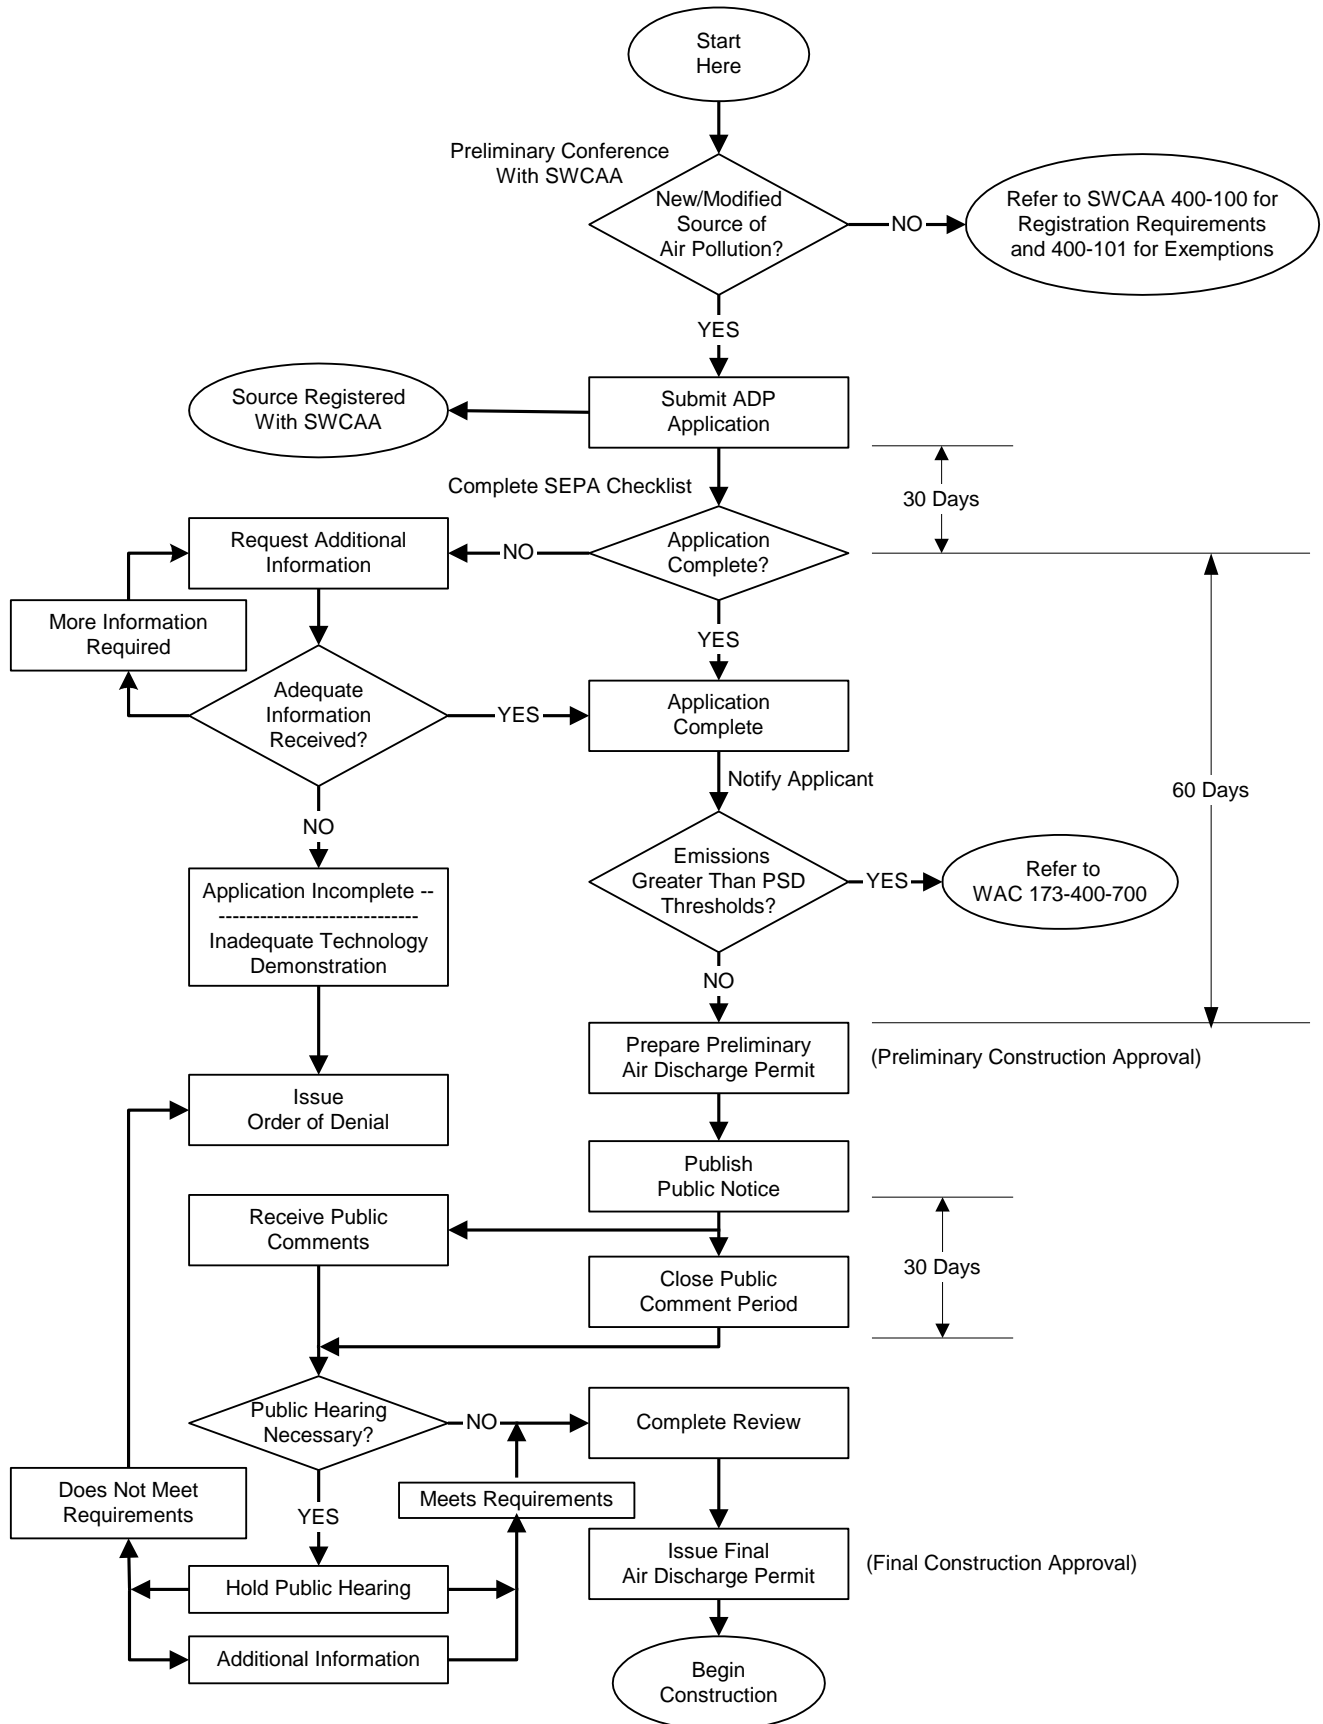 Start
Here
Preliminary Conference
With SWCAA
New/Modified
Source of
Air Pollution?
NO
Refer to SWCAA 400-100 for
Registration Requirements
and 400-101 for Exemptions
YES
Source Registered
With SWCAA
Submit ADP
Application
Complete SEPA Checklist
30 Days
Request Additional
Information
NO
Application
Complete?
More Information
Required
YES
Adequate
Information
Received?
YES
Application
Complete
Notify Applicant
60 Days
NO
Emissions
Greater Than PSD
Thresholds?
YES
Refer to
WAC 173-400-700
Application Incomplete --
-----------------------------
Inadequate Technology
Demonstration
NO
Prepare Preliminary
Air Discharge Permit
(Preliminary Construction Approval)
Issue
Order of Denial
Publish
Public Notice
Receive Public
Comments
Close Public
Comment Period
30 Days
Public Hearing
Necessary?
NO
Complete Review
Does Not Meet
Requirements
YES
Meets Requirements
Hold Public Hearing
Issue Final
Air Discharge Permit
(Final Construction Approval)
Additional Information
Begin
Construction